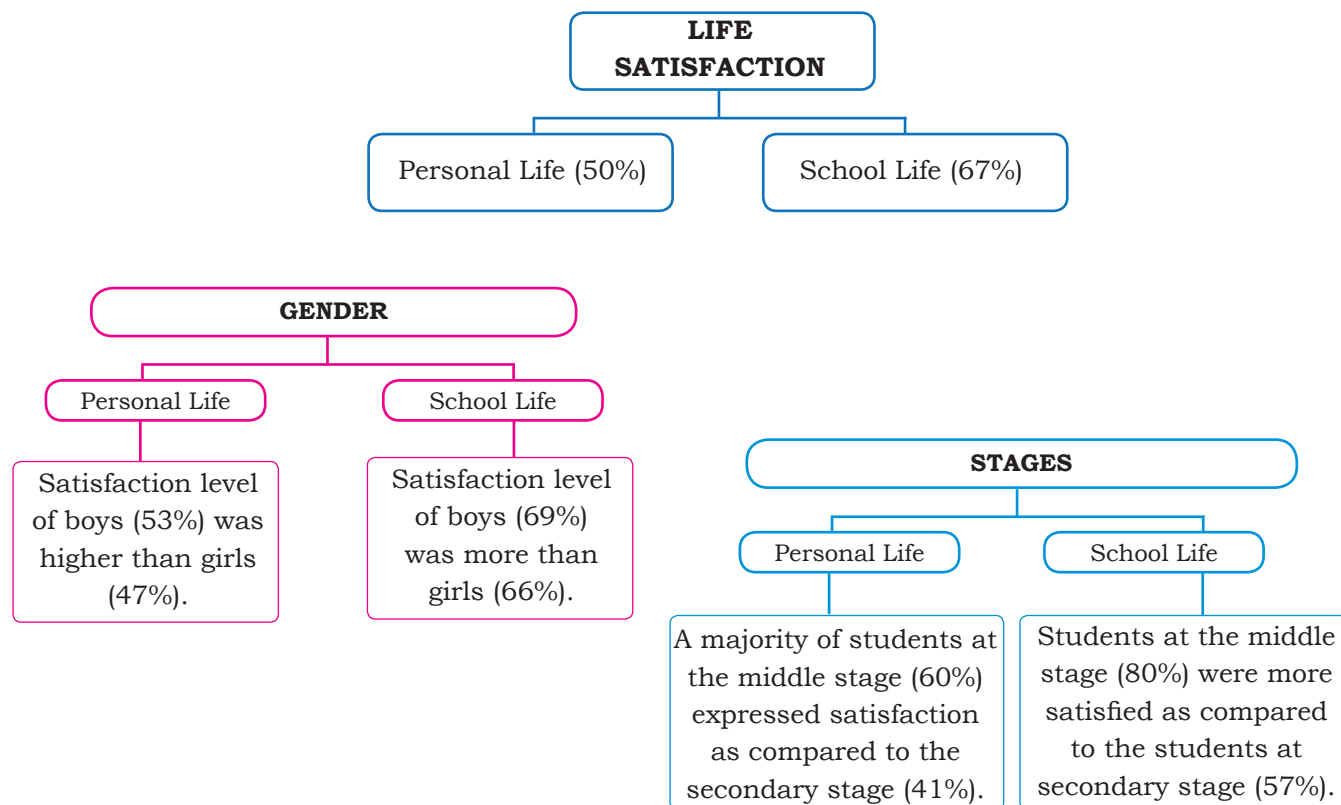 LIFE
SATISFACTION
Personal Life (50%)
School Life (67%)
GENDER
Personal Life
School Life
Satisfaction level
of boys (53%) was
higher than girls
(47%).
Satisfaction level
of boys (69%)
was more than
girls (66%).
STAGES
Personal Life
School Life
A majority of students at
the middle stage (60%)
expressed satisfaction
as compared to the
secondary stage (41%).
Students at the middle
stage (80%) were more
satisfied as compared
to the students at
secondary stage (57%).